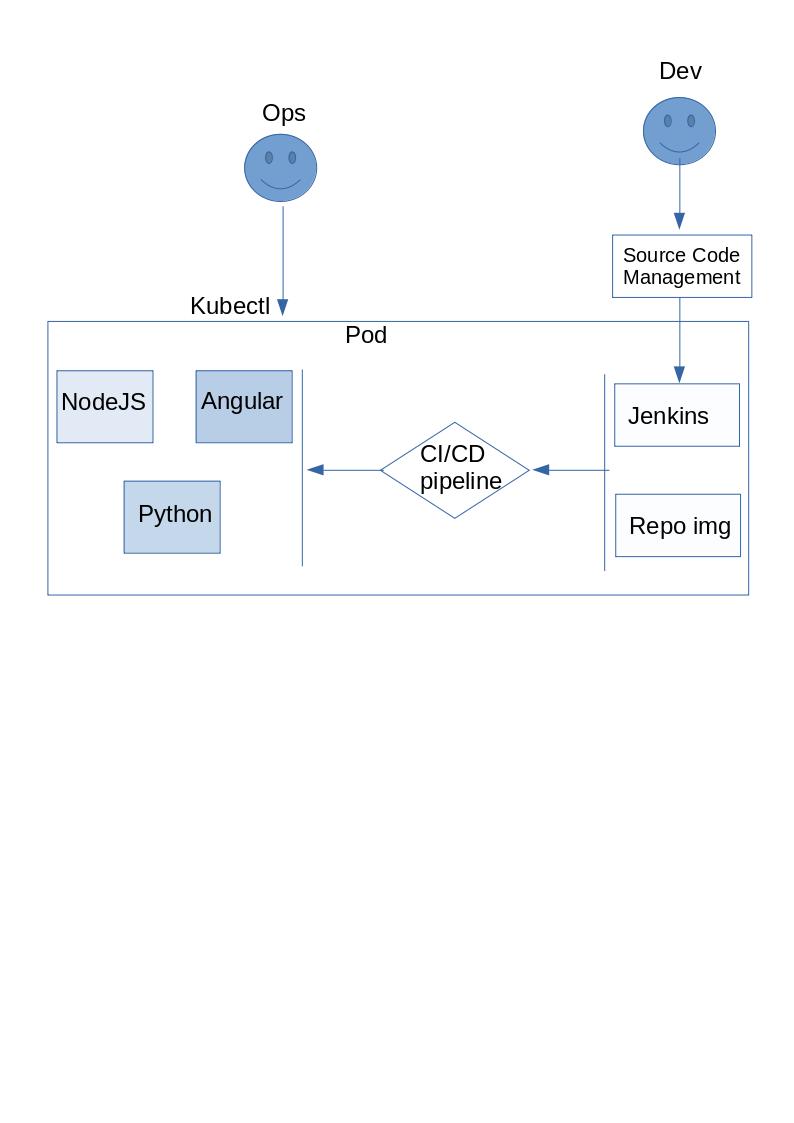 Dev
Ops
Source Code
Management
Kubectl
Pod
NodeJS
Angular
Jenkins
CI/CD
pipeline
Python
Repo img